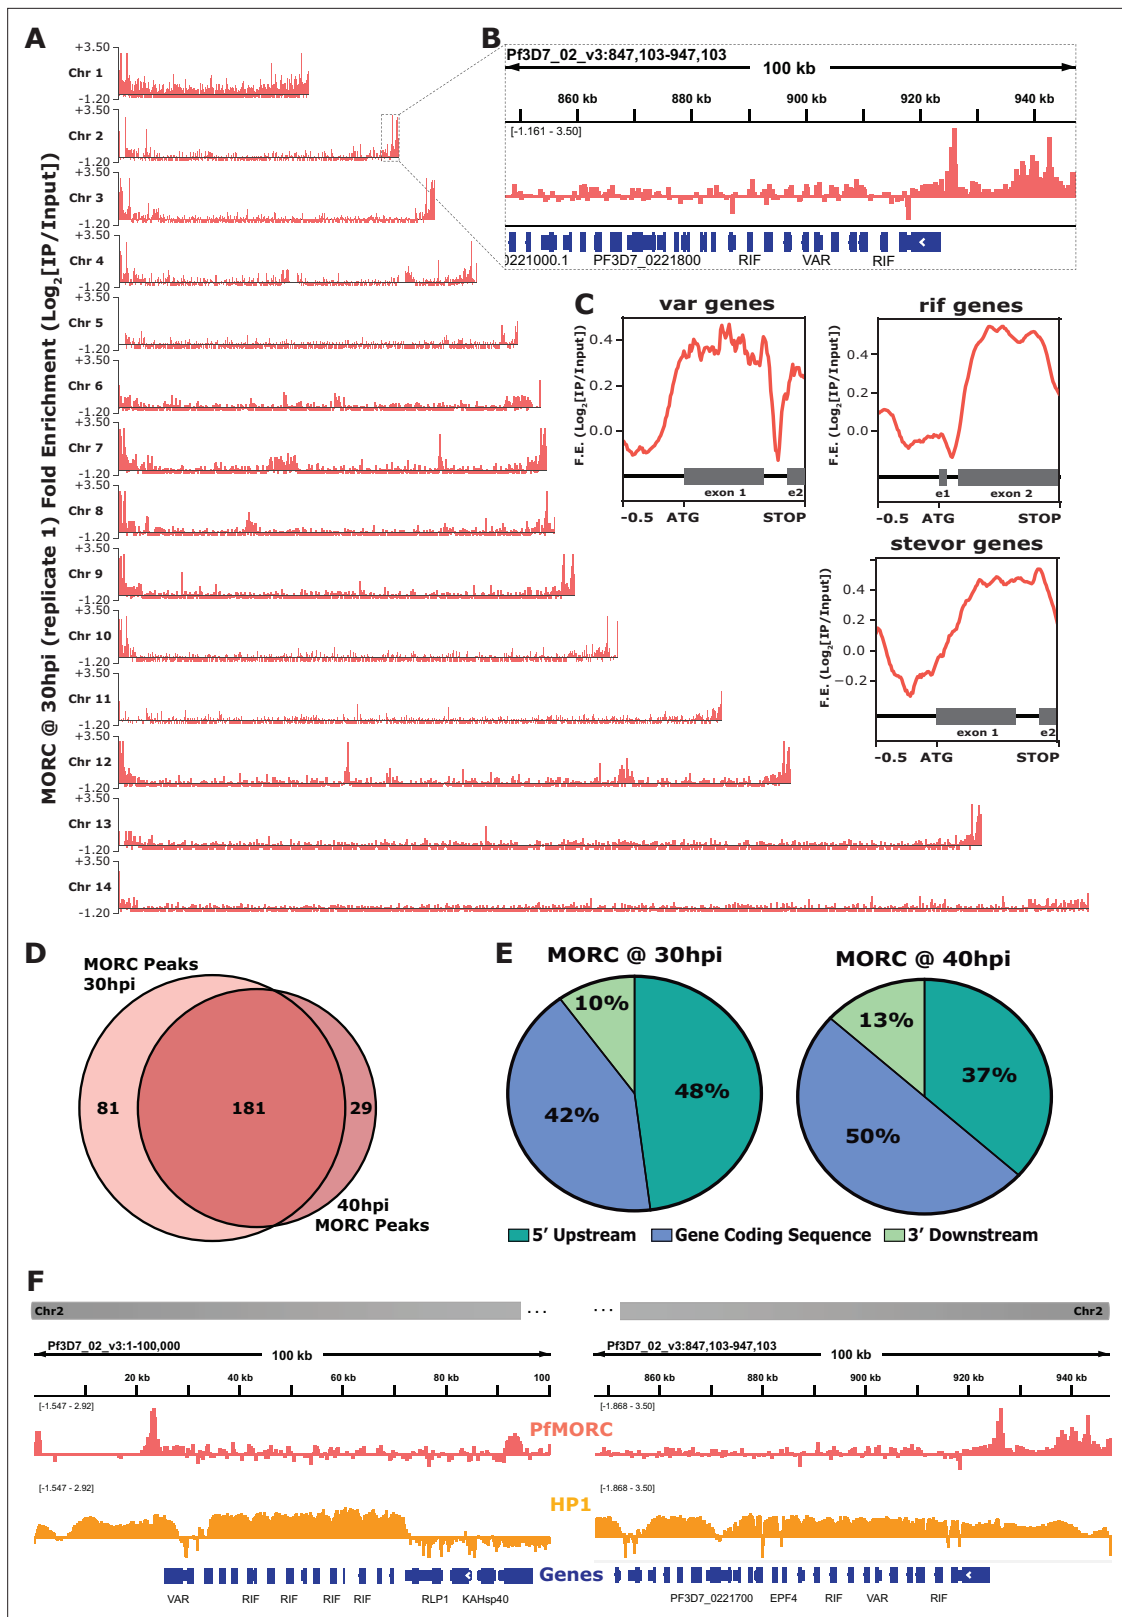 A
MORC @ 30hpi (replicate 1) Fold Enrichment (Log2[IP/Input])
+3.50
Chr 1
-1.20
+3.50
Chr 2
-1.20
+3.50
Chr 3
-1.20
+3.50
Chr 4
-1.20
+3.50
Chr 5
-1.20
+3.50
Chr 6
-1.20
+3.50
Chr 7
-1.20
+3.50
Chr 8
-1.20
+3.50
Chr 9
-1.20
+3.50
Chr 10
-1.20
+3.50
Chr 11
-1.20
+3.50
Chr 12
-1.20
+3.50
Chr 13
-1.20
+3.50
Chr 14
-1.20
B
Pf3D7_02_v3:847,103-947,103
100 kb
860 kb 880 kb 900 kb 920 kb 940 kb
[-1.161 - 3.50]
0221000.1 PF3D7_0221800 RIF VAR RIF
C
var genes
F.E. (Log2[IP/Input])
0.4
0.2
0.0
exon 1 e2
-0.5 ATG STOP
rif genes
F.E. (Log2[IP/Input])
0.4
0.2
0.0
e1 exon 2
-0.5 ATG STOP
stevor genes
F.E. (Log2[IP/Input])
0.4
0.2
0.0
−0.2
exon 1 e2
-0.5 ATG STOP
D
MORC Peaks
30hpi
81 181 29
40hpi
MORC Peaks
E
MORC @ 30hpi
10%
48%
42%
MORC @ 40hpi
13%
37%
50%
5′ Upstream Gene Coding Sequence 3′ Downstream
F
Chr2 ... ... Chr2
Pf3D7_02_v3:1-100,000
100 kb
20 kb 40 kb 60 kb 80 kb 100
[-1.547 - 2.92]
Pf3D7_02_v3:847,103-947,103
100 kb
860 kb 880 kb 900 kb 920 kb 940 kb
[-1.868 - 3.50]
PfMORC
[-1.547 - 2.92]
[-1.868 - 3.50]
HP1
Genes
VAR RIF RIF RIF RIF RLP1 KAHsp40
PF3D7_0221700 EPF4 RIF VAR RIF